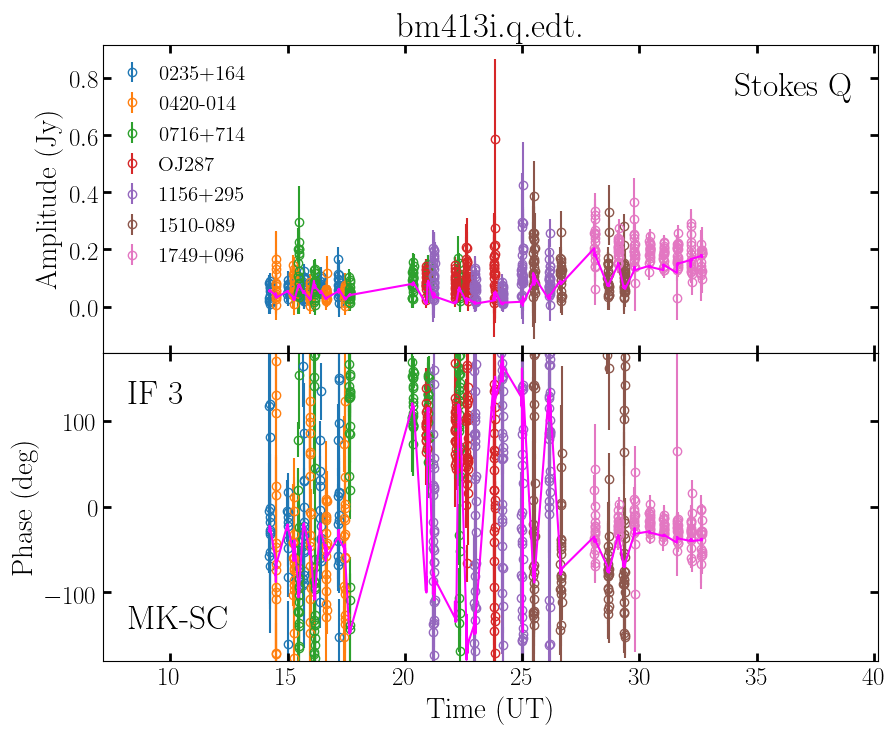 bm413i.q.edt.
Stokes Q
0235+164
0420-014
0716+714
OJ287
1156+295
1510-089
1749+096
Amplitude (Jy)
0.8
0.6
0.4
0.2
0.0
IF 3
MK-SC
Phase (deg)
100
0
−100
10 15 20 25 30 35 40
Time (UT)